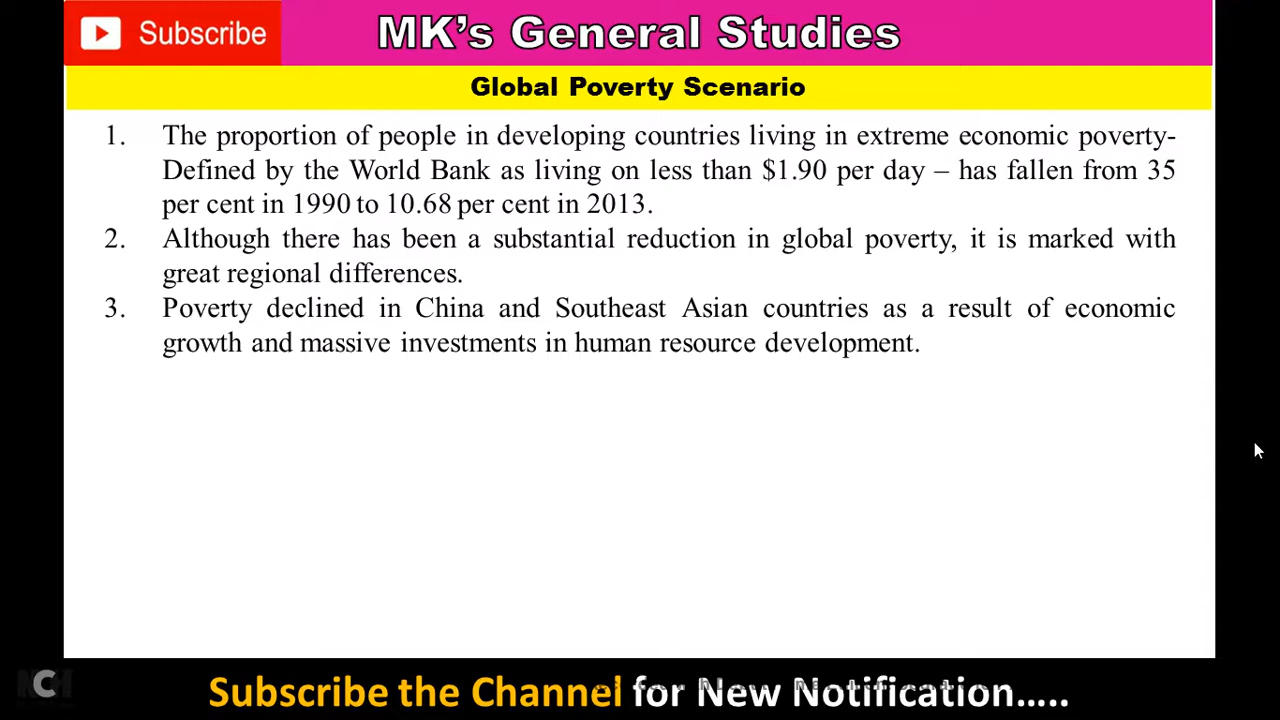 Subscribe
MK's General Studies
Global Poverty Scenario
1. The proportion of people in developing countries living in extreme economic poverty-
Defined by the World Bank as living on less than $1.90 per day – has fallen from 35
per cent in 1990 to 10.68 per cent in 2013.
2. Although there has been a substantial reduction in global poverty, it is marked with
great regional differences.
3. Poverty declined in China and Southeast Asian countries as a result of economic
growth and massive investments in human resource development.
Subscribe the Channel for New Notification.....